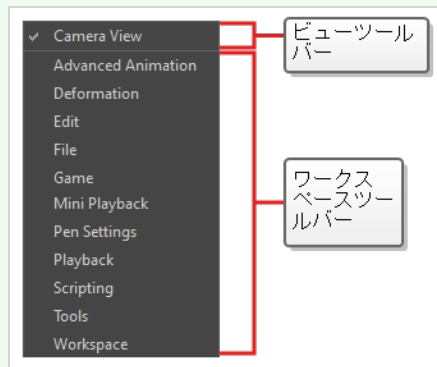 Camera View
Advanced Animation
Deformation
Edit
File
Game
Mini Playback
Pen Settings
Playback
Scripting
Tools
Workspace
ビューツール
バー
ワークス
ペースツー
ルバー